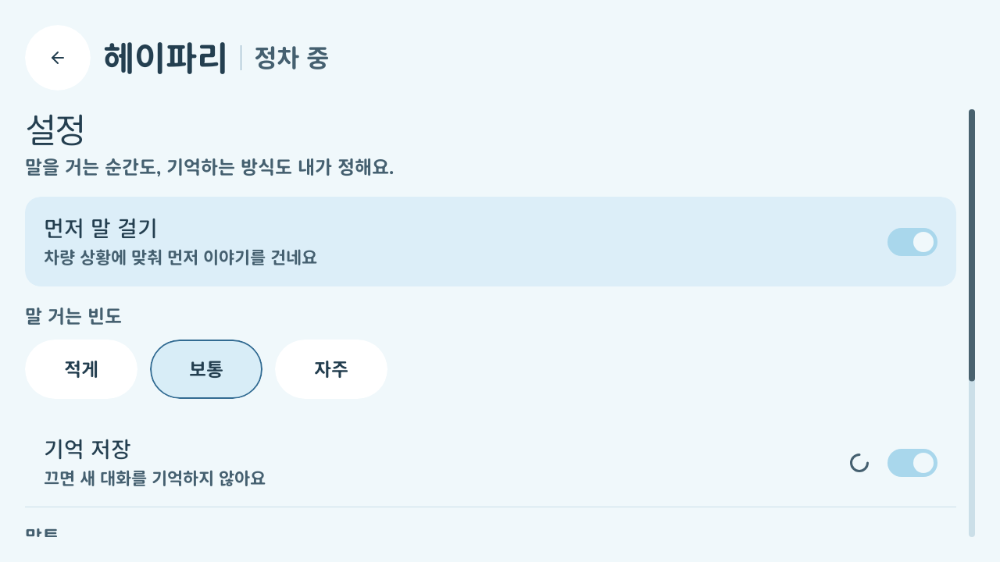 헤이파리
정차 중
설정
말을 거는 순간도, 기억하는 방식도 내가 정해요.
먼저 말 걸기
차량 상황에 맞춰 먼저 이야기를 건네요
말 거는 빈도
적게
보통
자주
기억 저장
끄면 새 대화를 기억하지 않아요